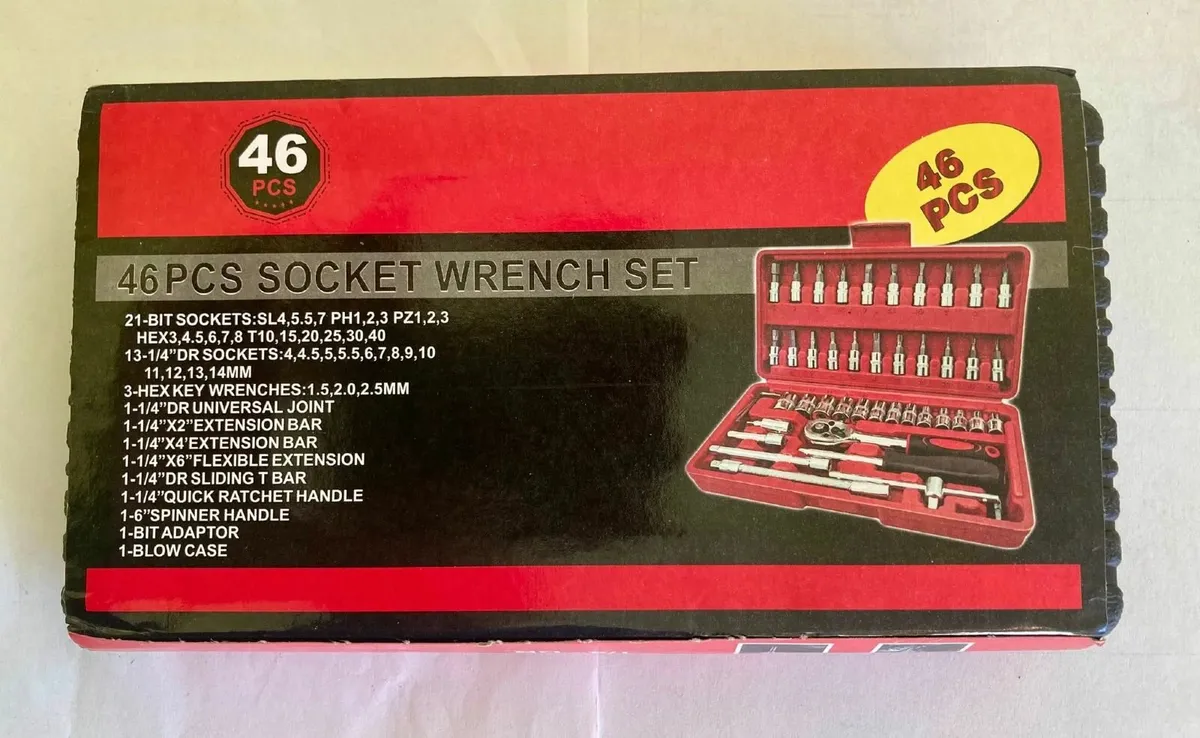 46
PCS
46
PCS
46PCS SOCKET WRENCH SET
21-BIT SOCKETS:SL4,5.5,7 PH1,2,3 PZ1,2,3
HEX3,4.5,6,7,8 T10,15,20,25,30,40
13-1/4”DR SOCKETS:4,4.5,5,5.5,6,7,8,9,10
11,12,13,14MM
3-HEX KEY WRENCHES:1.5,2.0,2.5MM
1-1/4”DR UNIVERSAL JOINT
1-1/4”X2”EXTENSION BAR
1-1/4”X4’EXTENSION BAR
1-1/4”X6”FLEXIBLE EXTENSION
1-1/4”DR SLIDING T BAR
1-1/4”QUICK RATCHET HANDLE
1-6”SPINNER HANDLE
1-BIT ADAPTOR
1-BLOW CASE